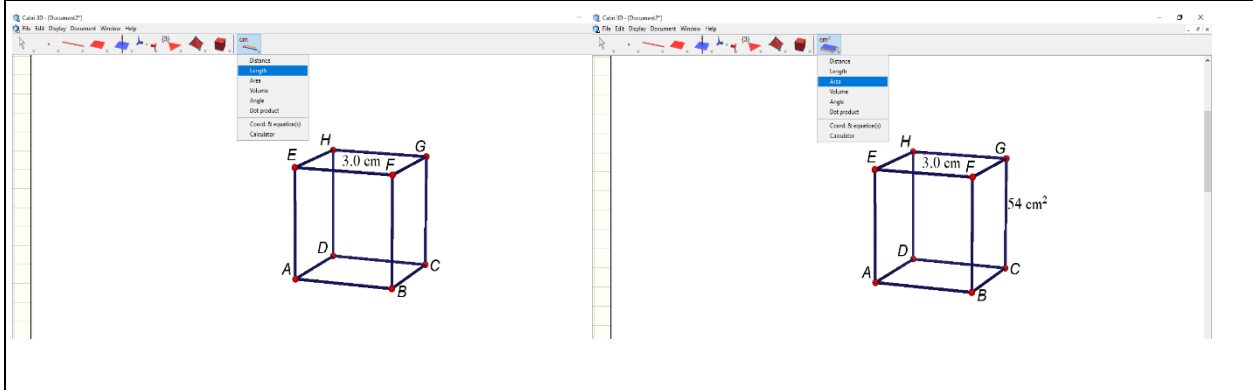 Cabri 3D - [Document2*]
File Edit Display Document Window Help
cm
Distance
Length
Area
Volume
Angle
Dot product
Coord. & equation(s)
Calculator
H
G
E
3.0 cm
F
D
A
C
B
Cabri 3D - [Document2*]
File Edit Display Document Window Help
cm²
Distance
Length
Area
Volume
Angle
Dot product
Coord. & equation(s)
Calculator
H
G
E
3.0 cm
F
54 cm²
D
A
C
B